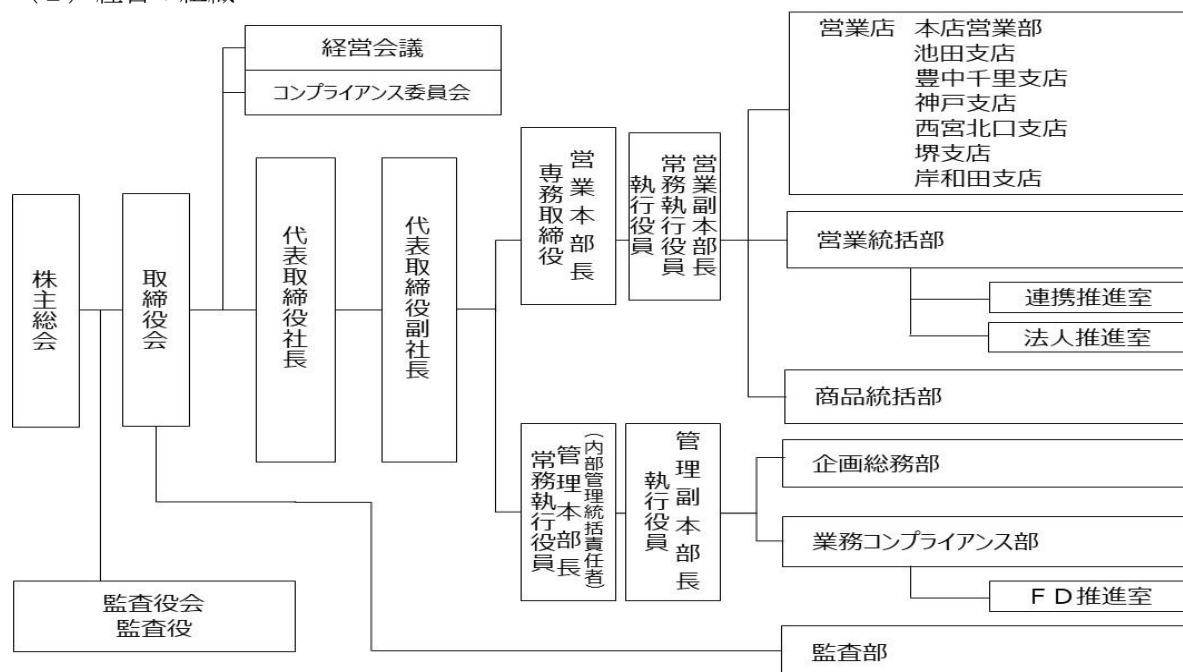 （２）経営の組織
経営会議
コンプライアンス委員会
株主総会
取締役会
代表取締役社長
代表取締役副社長
営業本部長
専務取締役
営業副本部長
常務執行役員
執行役員
営業店 本店営業部
池田支店
豊中千里支店
神戸支店
西宮北口支店
堺支店
岸和田支店
営業統括部
連携推進室
法人推進室
商品統括部
(内部管理統括責任者)
管理本部長
常務執行役員
管理副本部長
執行役員
企画総務部
業務コンプライアンス部
ＦＤ推進室
監査役会
監査役
監査部